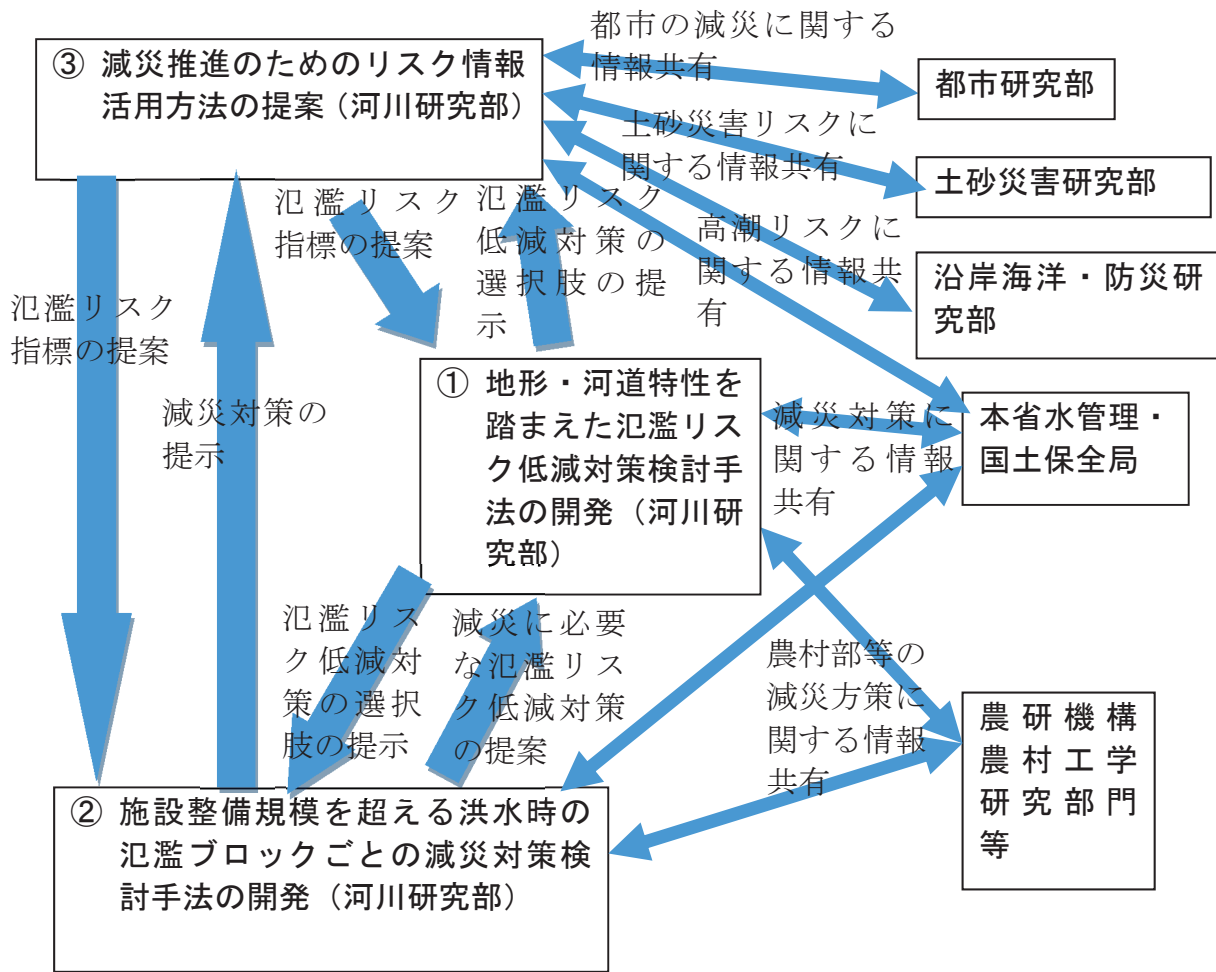 都市の減災に関する
情報共有
③ 減災推進のためのリスク情報
活用方法の提案（河川研究部）
都市研究部
土砂災害リスクに
関する情報共有
土砂災害研究部
氾濫リスク
指標の提案
氾濫リスク
低減対策の
選択肢の提
示
高潮リスクに
関する情報共
有
沿岸海洋・防災研
究部
氾濫リスク
指標の提案
減災対策の
提示
① 地形・河道特性を
踏まえた氾濫リス
ク低減対策検討手
法の開発（河川研
究部）
減災対策に
関する情報
共有
本省水管理・
国土保全局
氾濫リス
ク低減対
策の選択
肢の提示
減災に必要
な氾濫リス
ク低減対策
の提案
農村部等の
減災方策に
関する情報
共有
農研機構
農村工学
研究部門
等
② 施設整備規模を超える洪水時の
氾濫ブロックごとの減災対策検
討手法の開発（河川研究部）